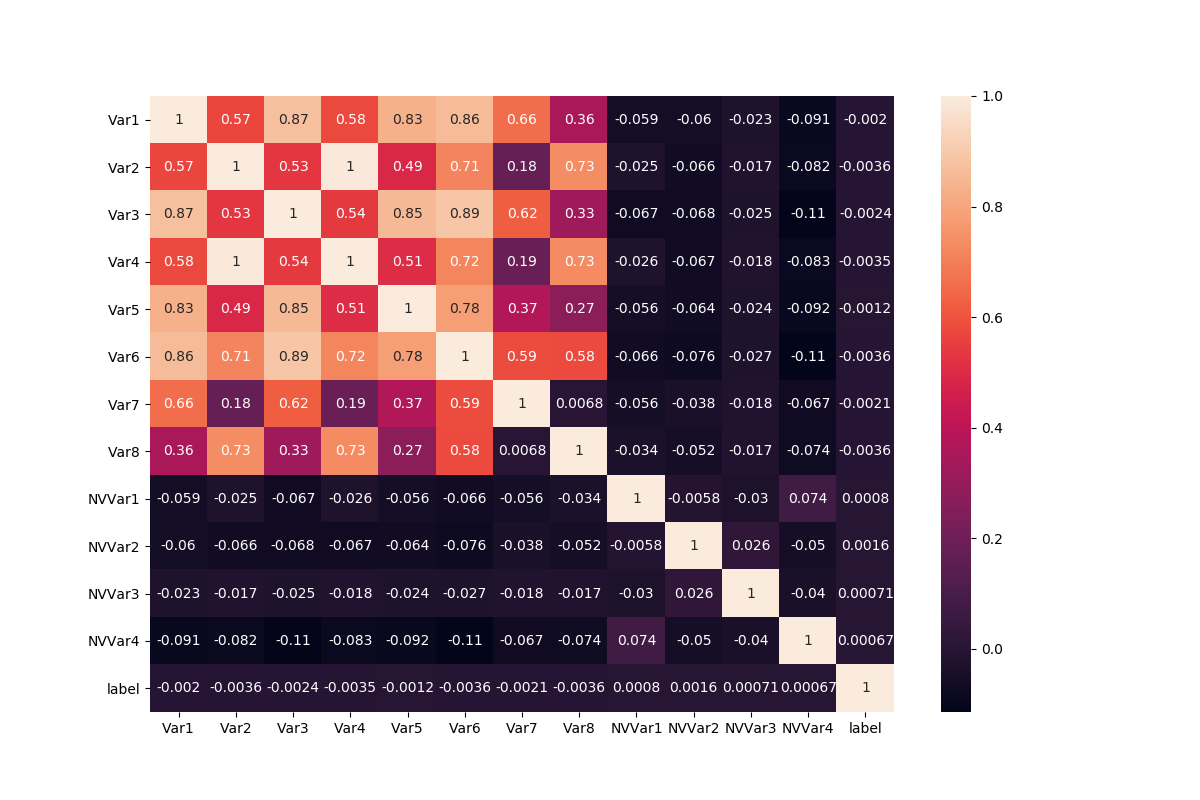 1.0
Var1 1 0.57 0.87 0.58 0.83 0.86 0.66 0.36 -0.059 -0.06 -0.023 -0.091 -0.002
Var2 0.57 1 0.53 1 0.49 0.71 0.18 0.73 -0.025 -0.066 -0.017 -0.082 -0.0036
0.8
Var3 0.87 0.53 1 0.54 0.85 0.89 0.62 0.33 -0.067 -0.068 -0.025 -0.11 -0.0024
Var4 0.58 1 0.54 1 0.51 0.72 0.19 0.73 -0.026 -0.067 -0.018 -0.083 -0.0035
Var5 0.83 0.49 0.85 0.51 1 0.78 0.37 0.27 -0.056 -0.064 -0.024 -0.092 -0.0012
0.6
Var6 0.86 0.71 0.89 0.72 0.78 1 0.59 0.58 -0.066 -0.076 -0.027 -0.11 -0.0036
Var7 0.66 0.18 0.62 0.19 0.37 0.59 1 0.0068 -0.056 -0.038 -0.018 -0.067 -0.0021
0.4
Var8 0.36 0.73 0.33 0.73 0.27 0.58 0.0068 1 -0.034 -0.052 -0.017 -0.074 -0.0036
NVVar1 -0.059 -0.025 -0.067 -0.026 -0.056 -0.066 -0.056 -0.034 1 -0.0058 -0.03 0.074 0.0008
0.2
NVVar2 -0.06 -0.066 -0.068 -0.067 -0.064 -0.076 -0.038 -0.052 -0.0058 1 0.026 -0.05 0.0016
NVVar3 -0.023 -0.017 -0.025 -0.018 -0.024 -0.027 -0.018 -0.017 -0.03 0.026 1 -0.04 0.00071
NVVar4 -0.091 -0.082 -0.11 -0.083 -0.092 -0.11 -0.067 -0.074 0.074 -0.05 -0.04 1 0.00067
0.0
label -0.002 -0.0036 -0.0024 -0.0035 -0.0012 -0.0036 -0.0021 -0.0036 0.0008 0.0016 0.00071 0.00067 1
Var1 Var2 Var3 Var4 Var5 Var6 Var7 Var8 NVVar1 NVVar2 NVVar3 NVVar4 label